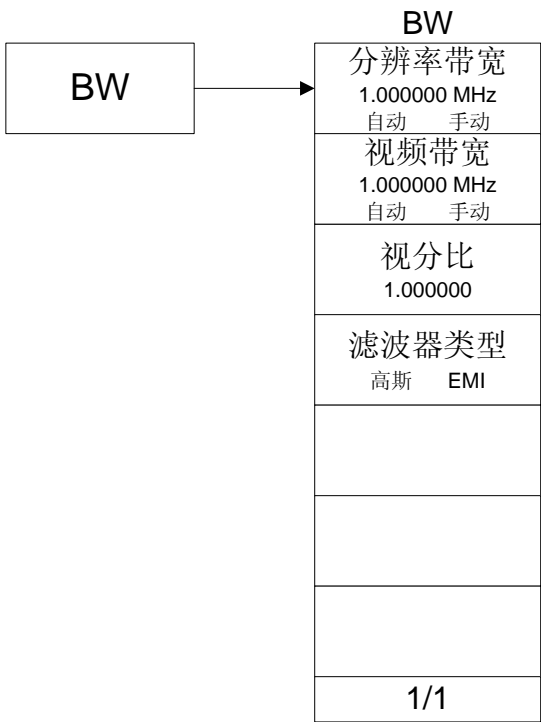 BW
BW
分辨率带宽
1.000000 MHz
自动 手动
视频带宽
1.000000 MHz
自动 手动
视分比
1.000000
滤波器类型
高斯 EMI
1/1